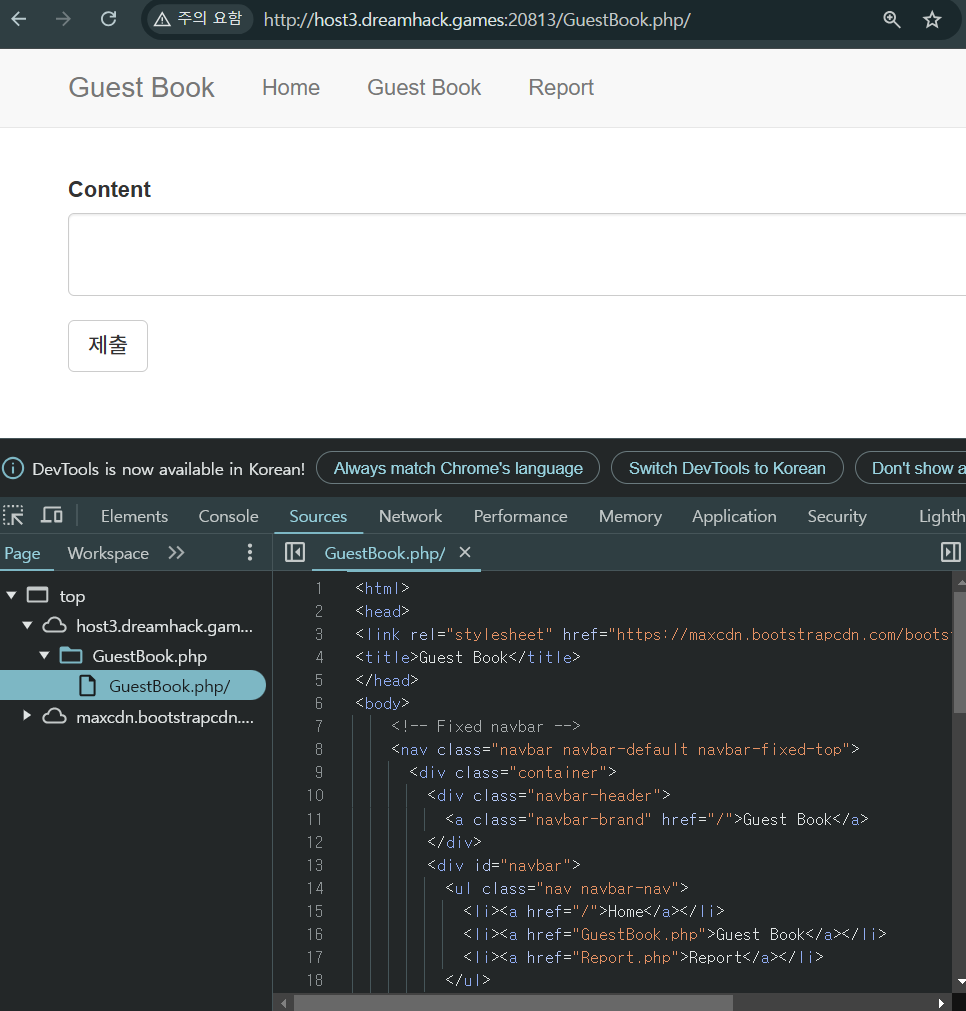 주의 요함 http://host3.dreamhack.games:20813/GuestBook.php/
Guest Book Home Guest Book Report
Content
제출
DevTools is now available in Korean! Always match Chrome's language Switch DevTools to Korean Don't show a
Elements Console Sources Network Performance Memory Application Security Lighth
Page Workspace GuestBook.php/
top
host3.dreamhack.gam...
GuestBook.php
GuestBook.php/
maxcdn.bootstrapcdn....
1 <html>
2 <head>
3 <link rel="stylesheet" href="https://maxcdn.bootstrapcdn.com/boots
4 <title>Guest Book</title>
5 </head>
6 <body>
7 <!-- Fixed navbar -->
8 <nav class="navbar navbar-default navbar-fixed-top">
9 <div class="container">
10 <div class="navbar-header">
11 <a class="navbar-brand" href="/">Guest Book</a>
12 </div>
13 <div id="navbar">
14 <ul class="nav navbar-nav">
15 <li><a href="/">Home</a></li>
16 <li><a href="GuestBook.php">Guest Book</a></li>
17 <li><a href="Report.php">Report</a></li>
18 </ul>